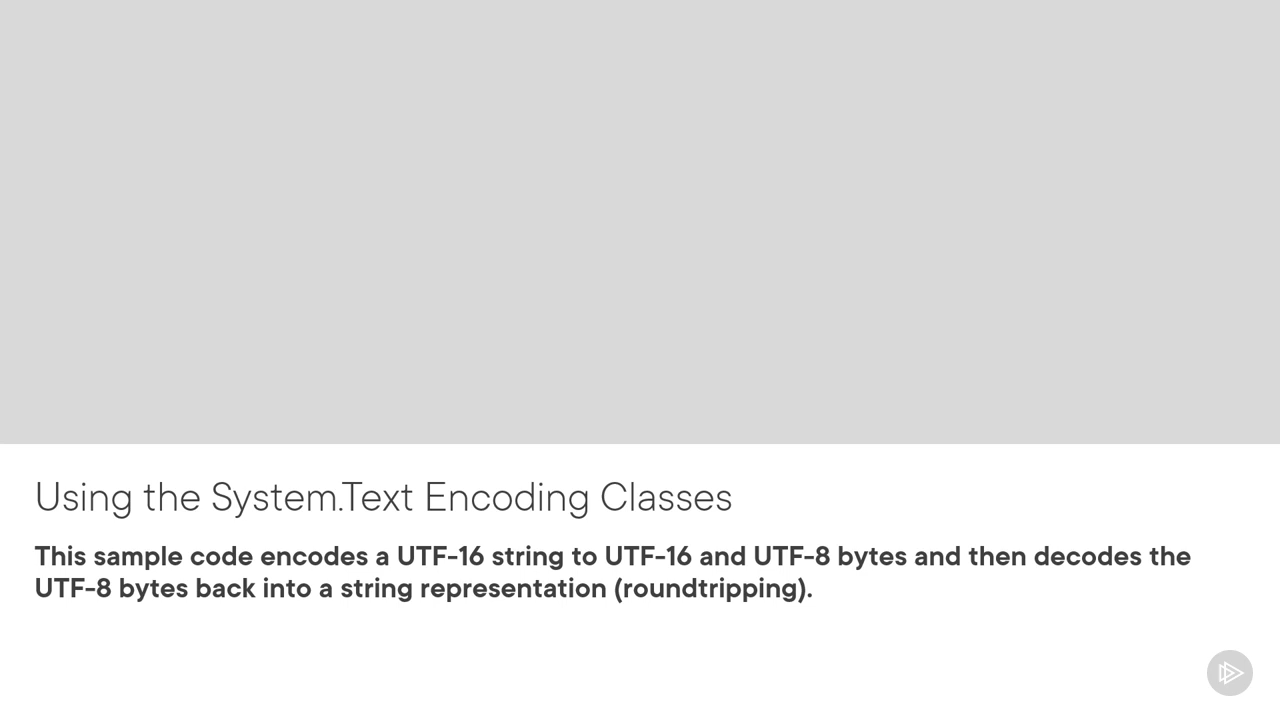 Using the System.Text Encoding Classes
This sample code encodes a UTF-16 string to UTF-16 and UTF-8 bytes and then decodes the
UTF-8 bytes back into a string representation (roundtripping).